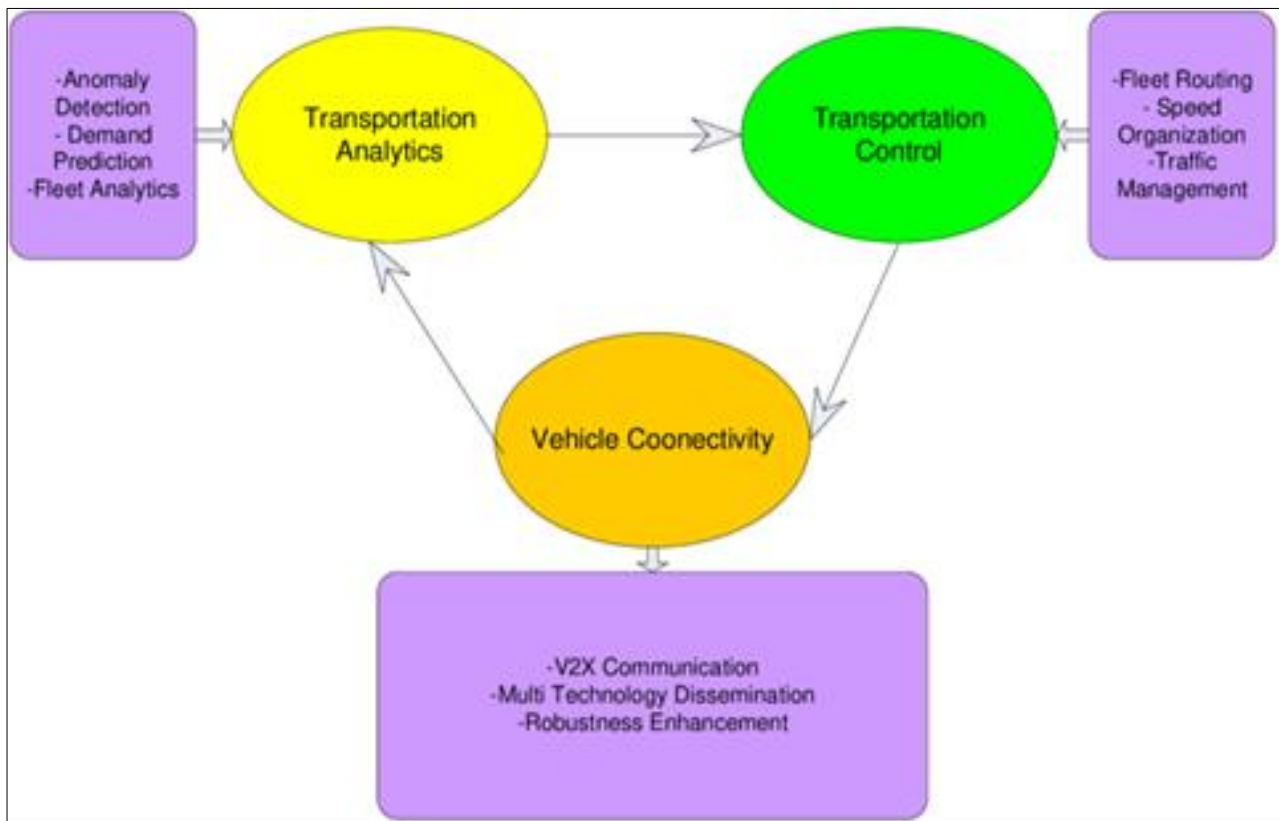 -Anomaly
Detection
- Demand
Prediction
-Fleet Analytics
Transportation
Analytics
Transportation
Control
-Fleet Routing
- Speed
Organization
-Traffic
Management
Vehicle Coonectivity
-V2X Communication
-Multi Technology Dissemination
-Robustness Enhancement